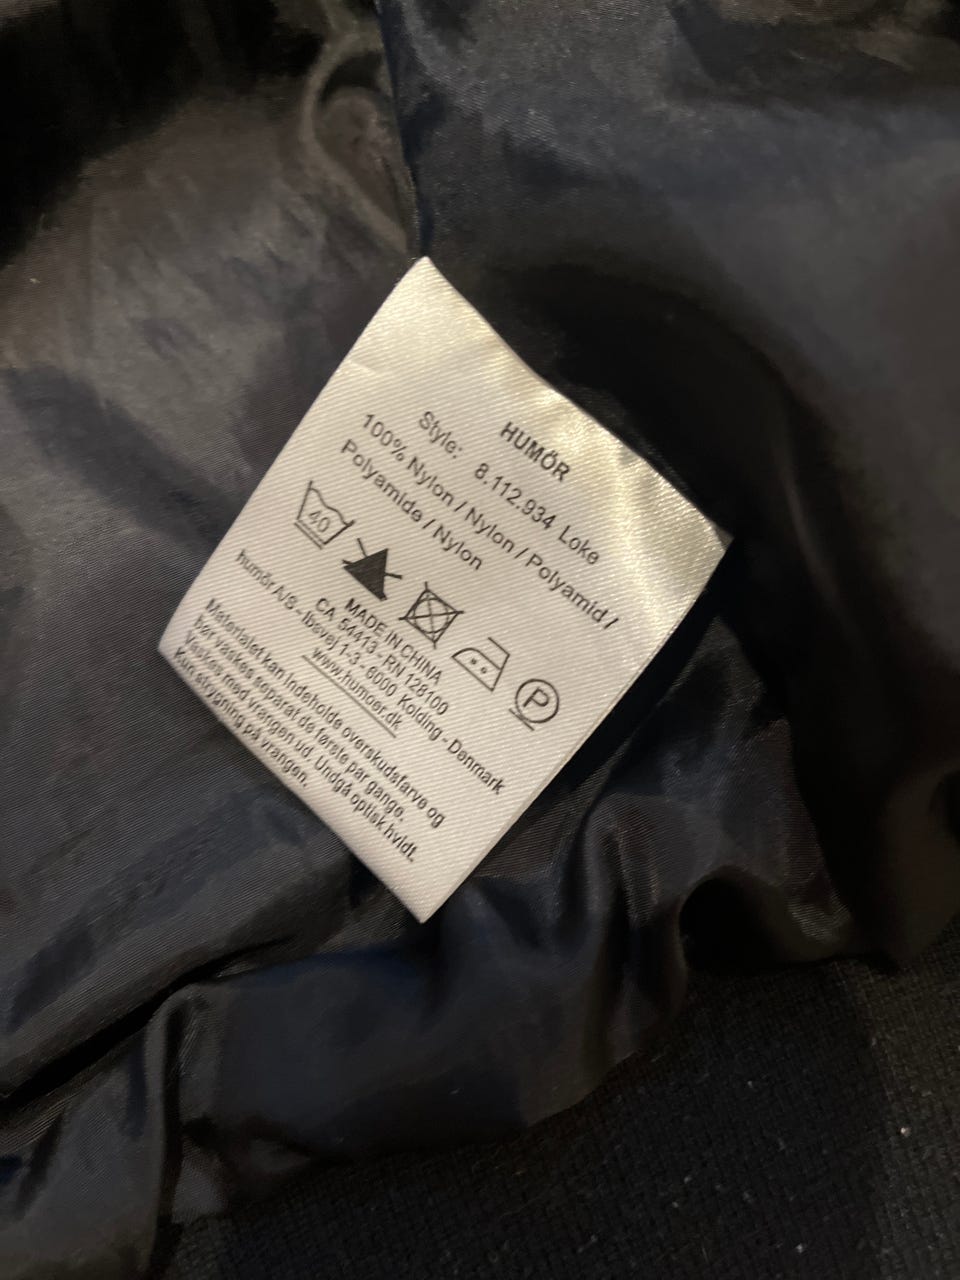 HUMÖR
Style: 8.112.934 Loke
100% Nylon / Nylon / Polyamid /
Polyamide / Nylon
40
P
MADE IN CHINA
CA 54413 - RN 128100
humör A/S - Ibsvej 1-3 - 6000 Kolding - Denmark
www.humoer.dk
Materialet kan indeholde overskudsfarve og
bør vaskes separat de første par gange.
Vaskes med vrangen ud. Undgå optisk hvidt.
Kun strygning på vrangen.